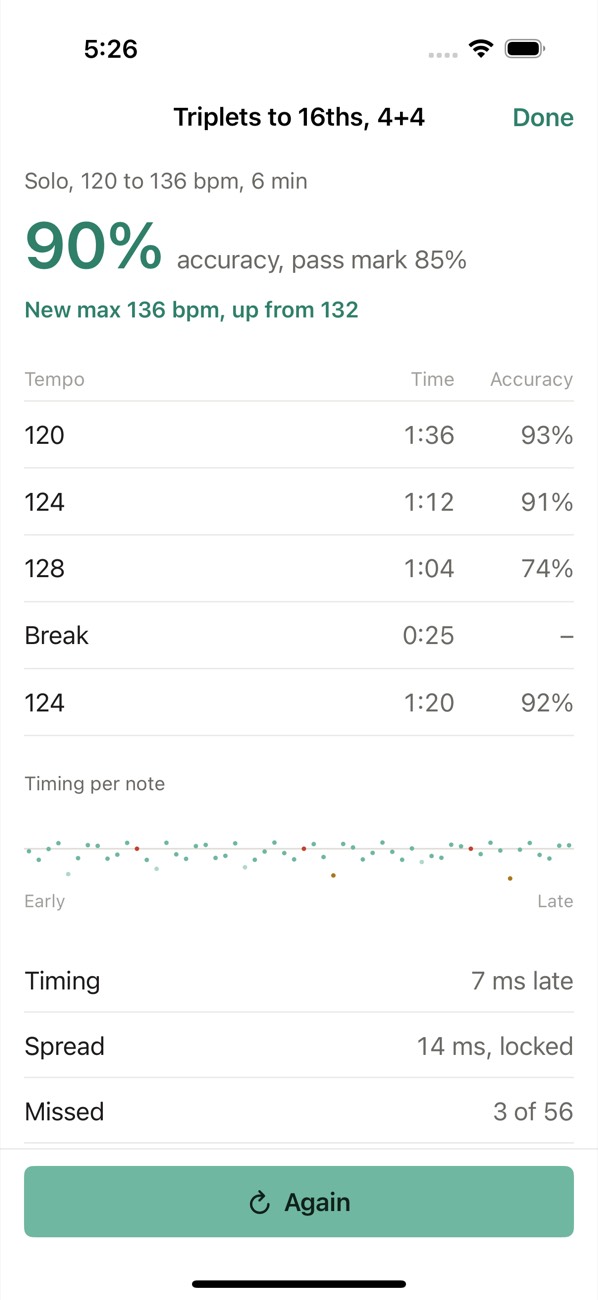 5:26
Triplets to 16ths, 4+4
Done
Solo, 120 to 136 bpm, 6 min
90% accuracy, pass mark 85%
New max 136 bpm, up from 132
Tempo Time Accuracy
120 1:36 93%
124 1:12 91%
128 1:04 74%
Break 0:25 –
124 1:20 92%
Timing per note
Early Late
Timing 7 ms late
Spread 14 ms, locked
Missed 3 of 56
Again